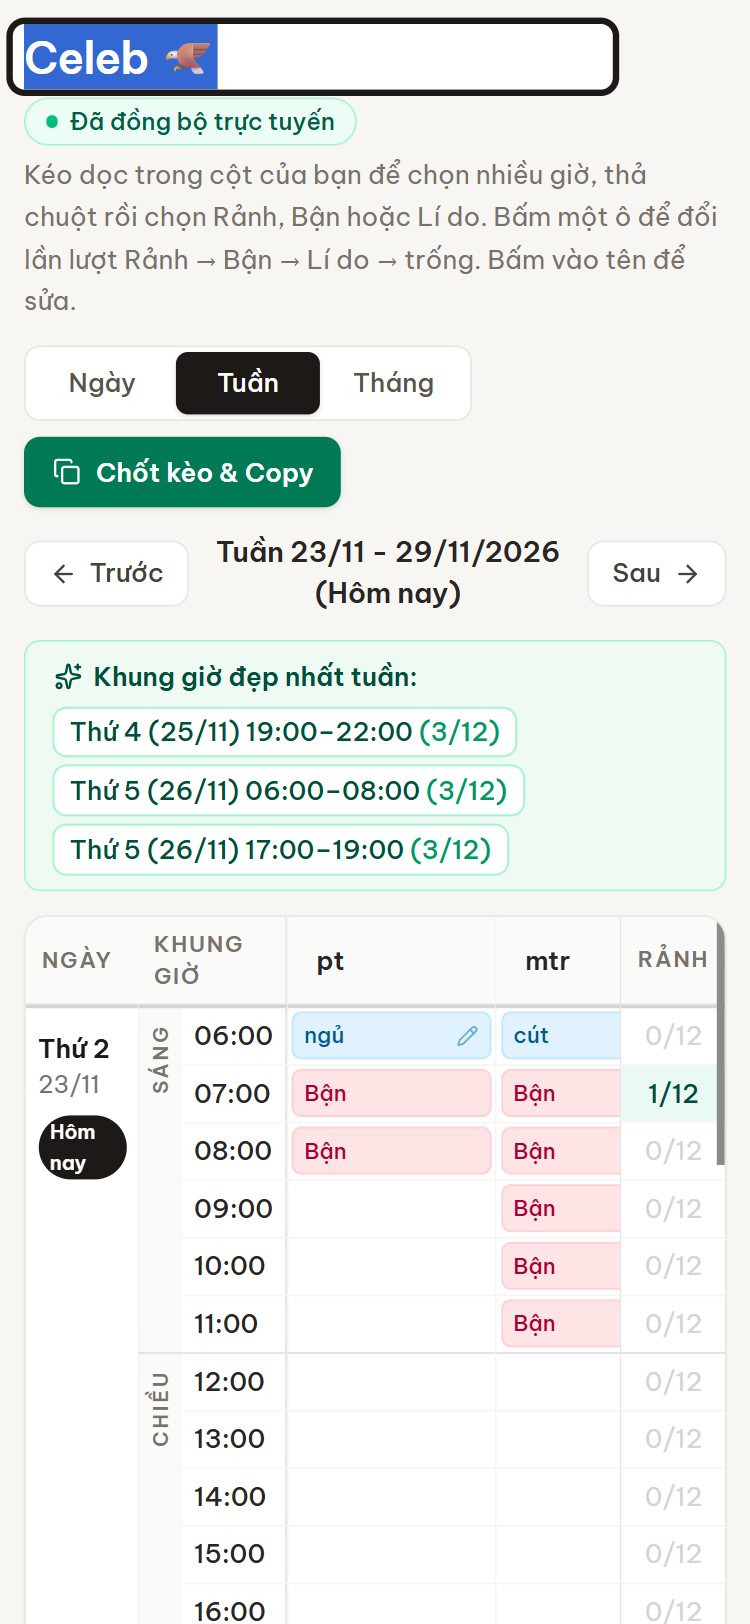 Celeb 🦅
Đã đồng bộ trực tuyến
Kéo dọc trong cột của bạn để chọn nhiều giờ, thả
chuột rồi chọn Rảnh, Bận hoặc Lí do. Bấm một ô để đổi
lần lượt Rảnh → Bận → Lí do → trống. Bấm vào tên để
sửa.
Ngày Tuần Tháng
Chốt kèo & Copy
← Trước
Tuần 23/11 - 29/11/2026
(Hôm nay)
Sau →
Khung giờ đẹp nhất tuần:
Thứ 4 (25/11) 19:00–22:00 (3/12)
Thứ 5 (26/11) 06:00–08:00 (3/12)
Thứ 5 (26/11) 17:00–19:00 (3/12)
NGÀY
KHUNG
GIỜ
pt mtr RẢNH
Thứ 2
23/11
Hôm
nay
SÁNG
06:00 ngủ cút 0/12
07:00 Bận Bận 1/12
08:00 Bận Bận 0/12
09:00 Bận 0/12
10:00 Bận 0/12
11:00 Bận 0/12
CHIỀU
12:00 0/12
13:00 0/12
14:00 0/12
15:00 0/12
16:00 0/12